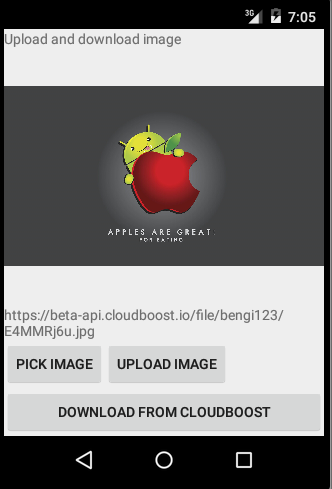 3G 7:05
Upload and download image
APPLES ARE GREAT.
FOR EATING
https://beta-api.cloudboost.io/file/bengi123/
E4MMRj6u.jpg
PICK IMAGE UPLOAD IMAGE
DOWNLOAD FROM CLOUDBOOST